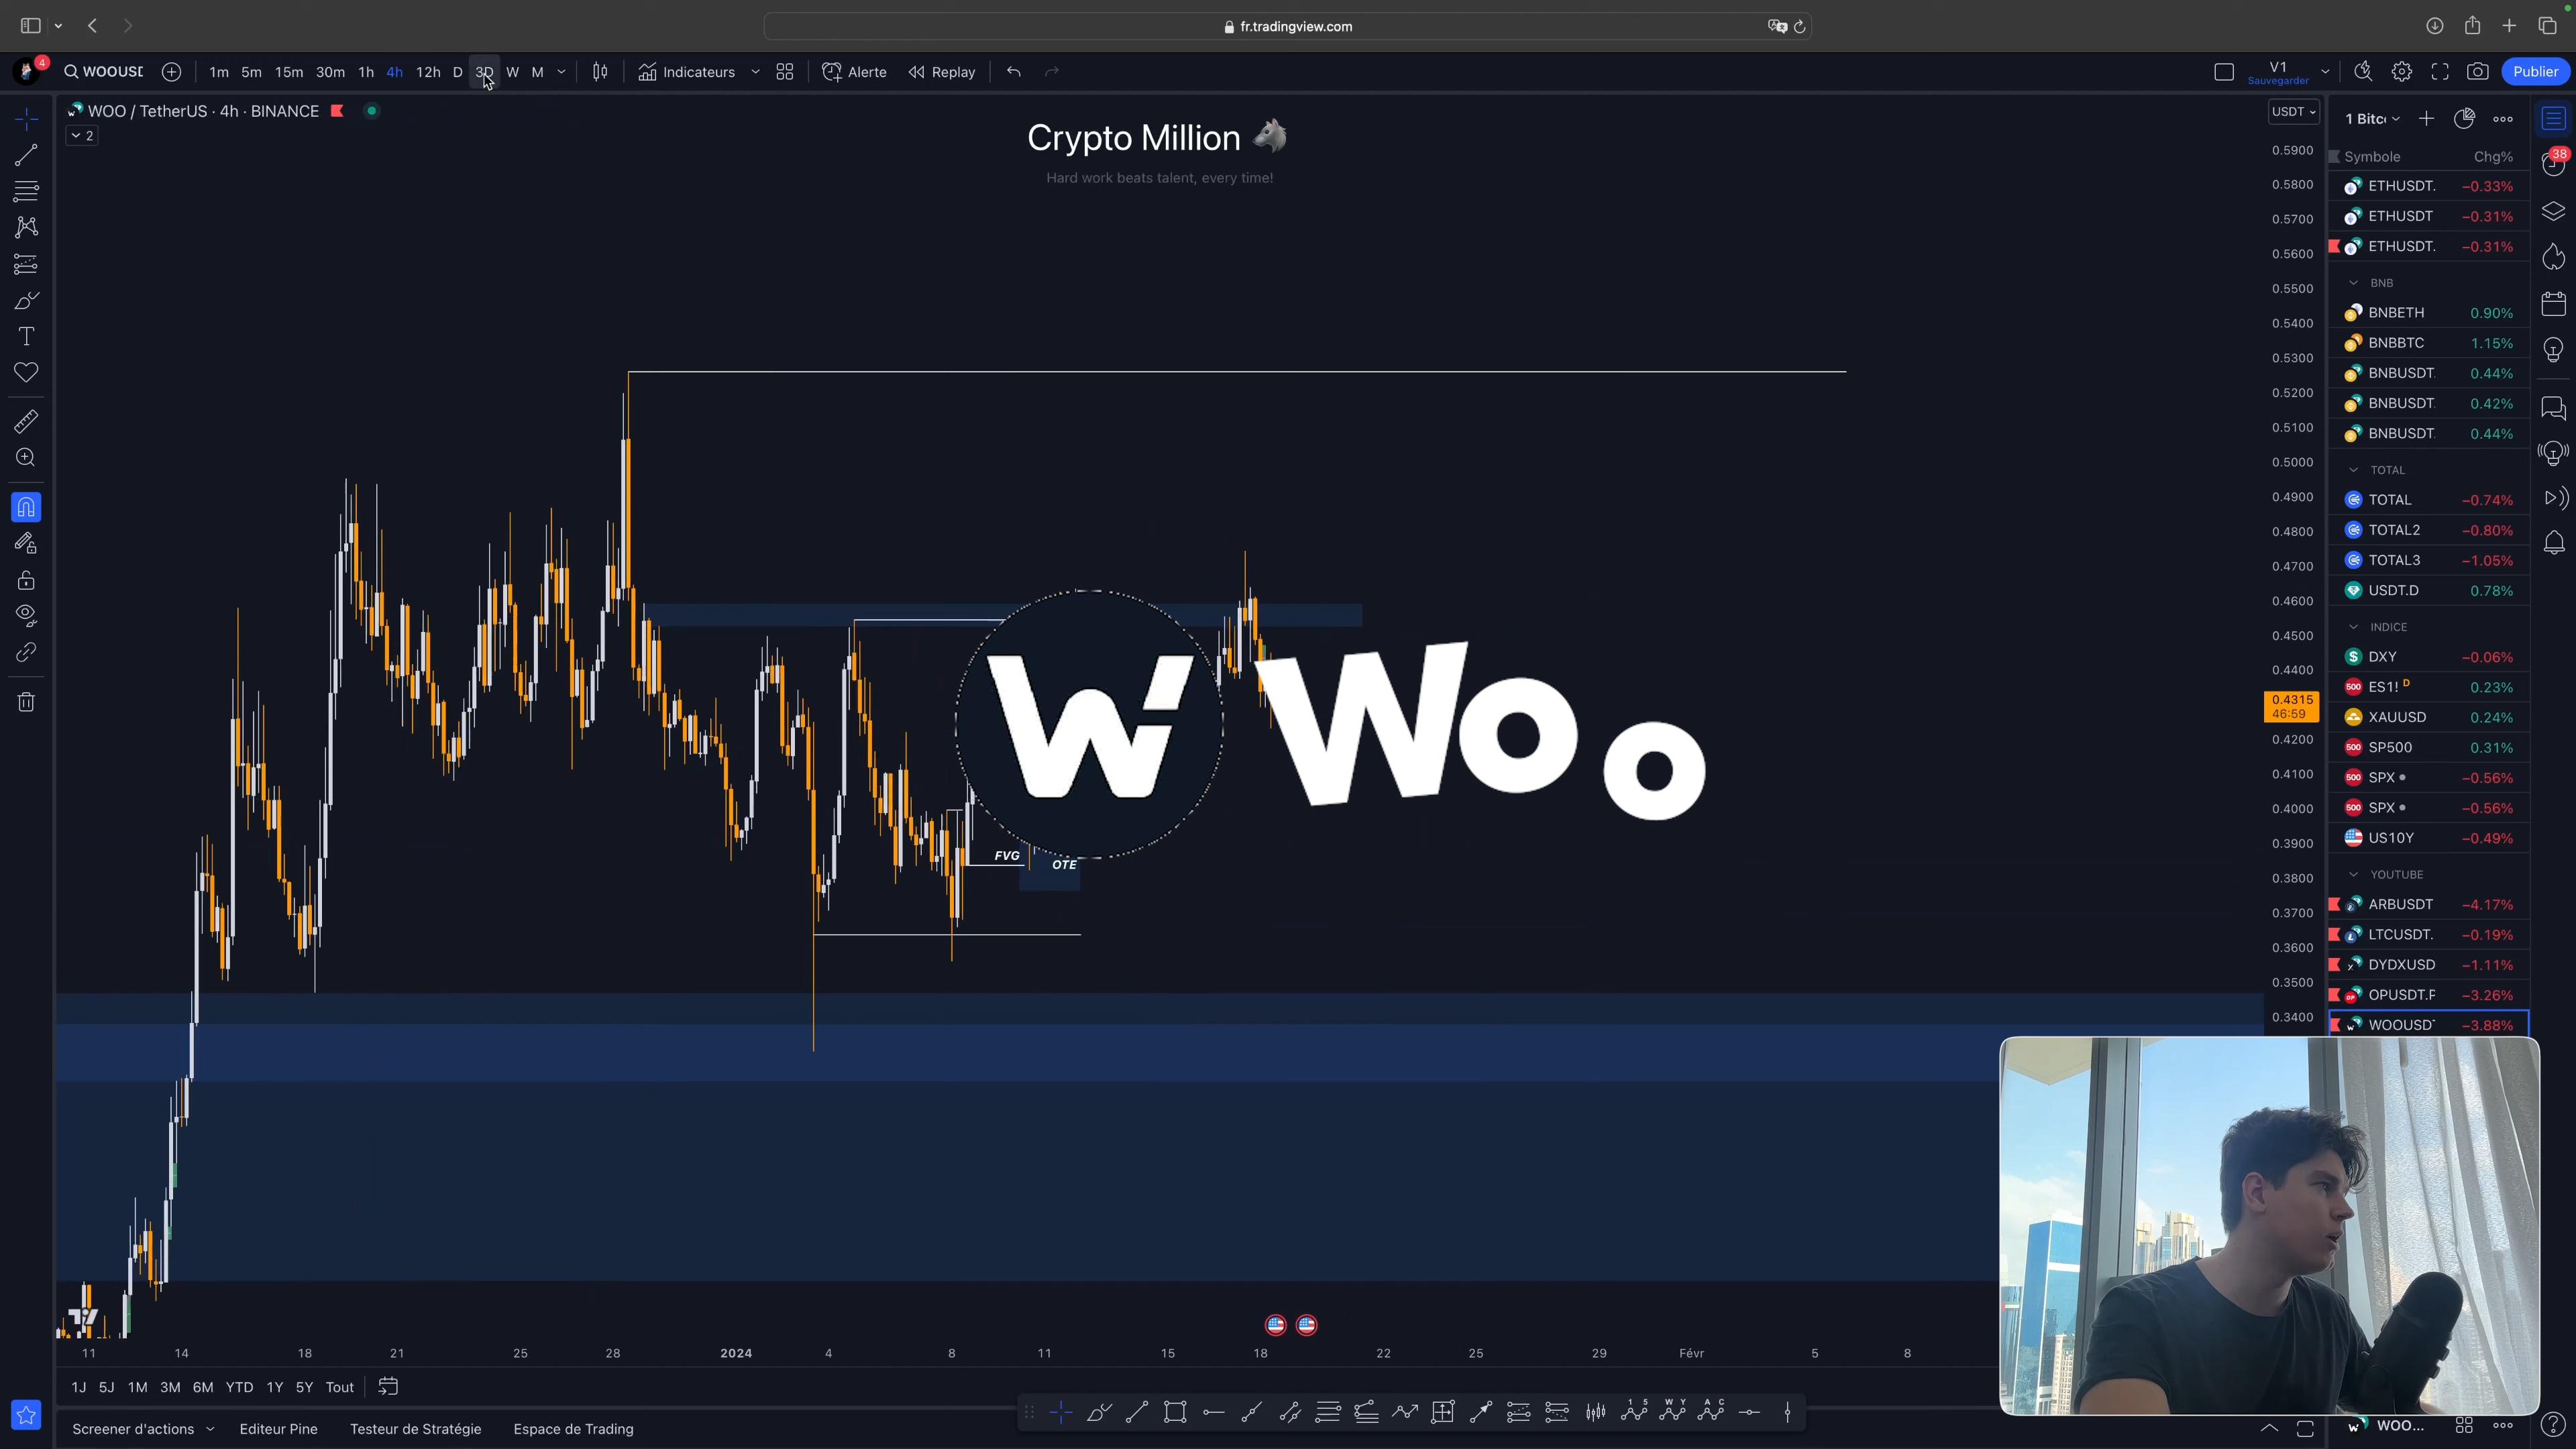 fr.tradingview.com
4
WOOUSD
1m 5m 15m 30m 1h 4h 12h D 3D W M
Indicateurs
Alerte
Replay
V1
Sauvegarder
Publier
WOO / TetherUS · 4h · BINANCE
2
Crypto Million
Hard work beats talent, every time!
USDT
0.5900
0.5800
0.5700
0.5600
0.5500
0.5400
0.5300
0.5200
0.5100
0.5000
0.4900
0.4800
0.4700
0.4600
0.4500
0.4400
0.4315
46:59
0.4200
0.4100
0.4000
0.3900
0.3800
0.3700
0.3600
0.3500
0.3400
Woo
FVG
OTE
11 14 18 21 25 28 2024 4 8 11 15 18 22 25 29 Févr 5 8
1J 5J 1M 3M 6M YTD 1Y 5Y Tout
Screener d'actions
Editeur Pine
Testeur de Stratégie
Espace de Trading
1 5
W Y
A C
1 Bitc
38
Symbole Chg%
ETHUSDT. −0.33%
ETHUSDT −0.31%
ETHUSDT. −0.31%
BNB
BNBETH 0.90%
BNBBTC 1.15%
BNBUSDT. 0.44%
BNBUSDT. 0.42%
BNBUSDT. 0.44%
TOTAL
TOTAL −0.74%
TOTAL2 −0.80%
TOTAL3 −1.05%
USDT.D 0.78%
INDICE
DXY −0.06%
ES1! D 0.23%
XAUUSD 0.24%
SP500 0.31%
SPX −0.56%
SPX −0.56%
US10Y −0.49%
YOUTUBE
ARBUSDT −4.17%
LTCUSDT. −0.19%
DYDXUSD −1.11%
OPUSDT.P −3.26%
WOOUSDT −3.88%
WOO...